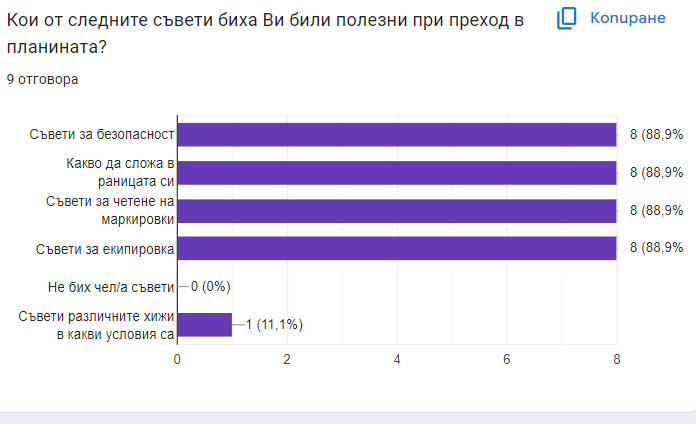 Кои от следните съвети биха Ви били полезни при преход в
планината?
Копиране
9 отговора
Съвети за безопасност
8 (88,9%
Какво да сложа в
раницата си
8 (88,9%
Съвети за четене на
маркировки
8 (88,9%
Съвети за екипировка
8 (88,9%
Не бих чел/а съвети
0 (0%)
Съвети различните хижи
в какви условия са
1 (11,1%)
0 2 4 6 8